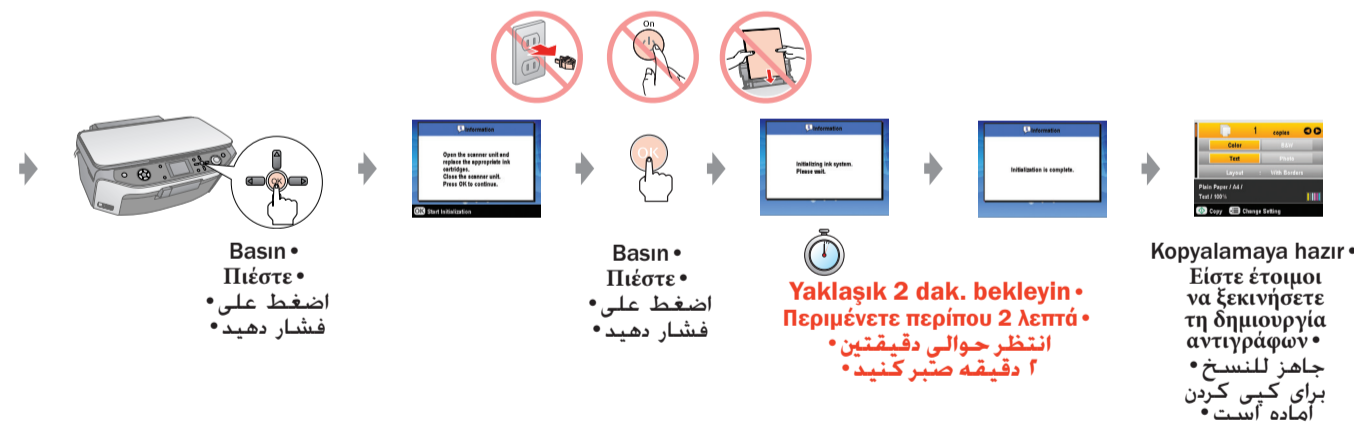 On
OK
Basın •
Πιέστε •
اضغط على •
فشار دهید •
Information
Open the scanner unit and
replace the appropriate ink
cartridges.
Close the scanner unit.
Press OK to continue.
OK Start Initialization
OK
Basın •
Πιέστε •
اضغط على •
فشار دهید •
Information
Initializing ink system.
Please wait.
Yaklaşık 2 dak. bekleyin •
Περιμένετε περίπου 2 λεπτά •
انتظر حوالي دقيقتين •
۲ دقیقه صبر کنید •
Information
Initialization is complete.
1 copies
Color
B&W
Text
Photo
Layout : With Borders
Plain Paper / A4 /
Text / 100%
Copy Change Setting
Kopyalamaya hazır •
Είστε έτοιμοι
να ξεκινήσετε
τη δημιουργία
αντιγράφων •
جاهز للنسخ •
برای کپی کردن
آماده است •